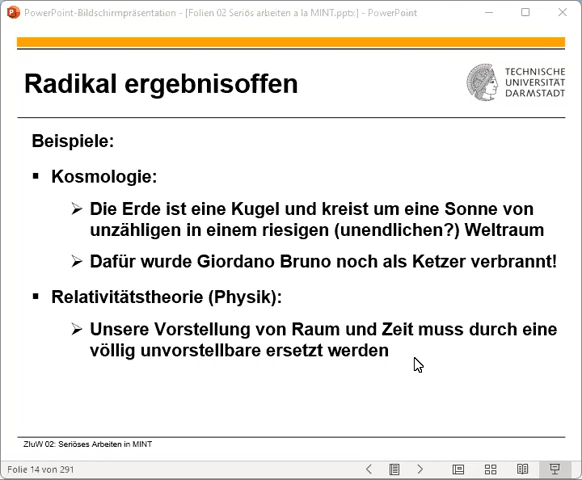 PowerPoint-Bildschirmpräsentation - [Folien 02 Seriös arbeiten a la MINT.pptx] - PowerPoint
Radikal ergebnisoffen
TECHNISCHE
UNIVERSITÄT
DARMSTADT
Beispiele:
▪ Kosmologie:
➢ Die Erde ist eine Kugel und kreist um eine Sonne von
unzähligen in einem riesigen (unendlichen?) Weltraum
➢ Dafür wurde Giordano Bruno noch als Ketzer verbrannt!
▪ Relativitätstheorie (Physik):
➢ Unsere Vorstellung von Raum und Zeit muss durch eine
völlig unvorstellbare ersetzt werden
ZIuW 02: Seriöses Arbeiten in MINT
Folie 14 von 291